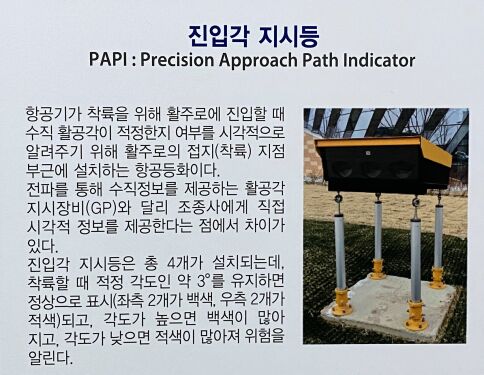 진입각 지시등
PAPI : Precision Approach Path Indicator
항공기가 착륙을 위해 활주로에 진입할 때
수직 활공각이 적정한지 여부를 시각적으로
알려주기 위해 활주로의 접지(착륙) 지점
부근에 설치하는 항공등화이다.
전파를 통해 수직정보를 제공하는 활공각
지시장비(GP)와 달리 조종사에게 직접
시각적 정보를 제공한다는 점에서 차이가
있다.
진입각 지시등은 총 4개가 설치되는데,
착륙할 때 적정 각도인 약 3°를 유지하면
정상으로 표시(좌측 2개가 백색, 우측 2개가
적색)되고, 각도가 높으면 백색이 많아
지고, 각도가 낮으면 적색이 많아져 위험을
알린다.